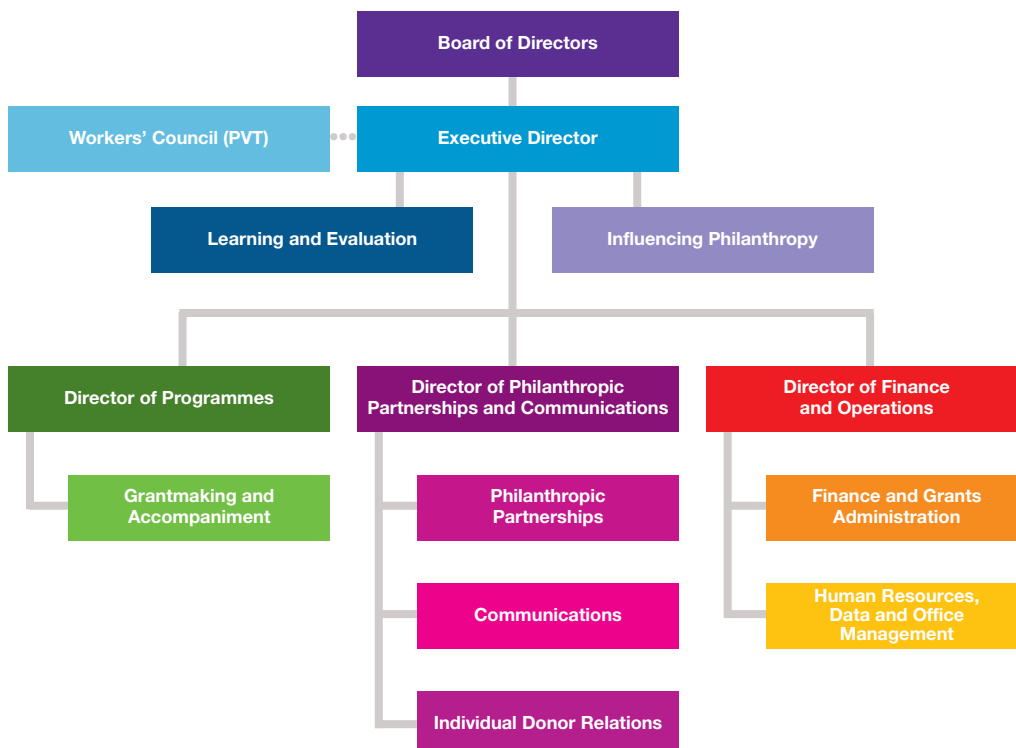 Board of Directors
Workers’ Council (PVT)
Executive Director
Learning and Evaluation
Influencing Philanthropy
Director of Programmes
Director of Philanthropic
Partnerships and Communications
Director of Finance
and Operations
Grantmaking and
Accompaniment
Philanthropic
Partnerships
Finance and Grants
Administration
Communications
Human Resources,
Data and Office
Management
Individual Donor Relations